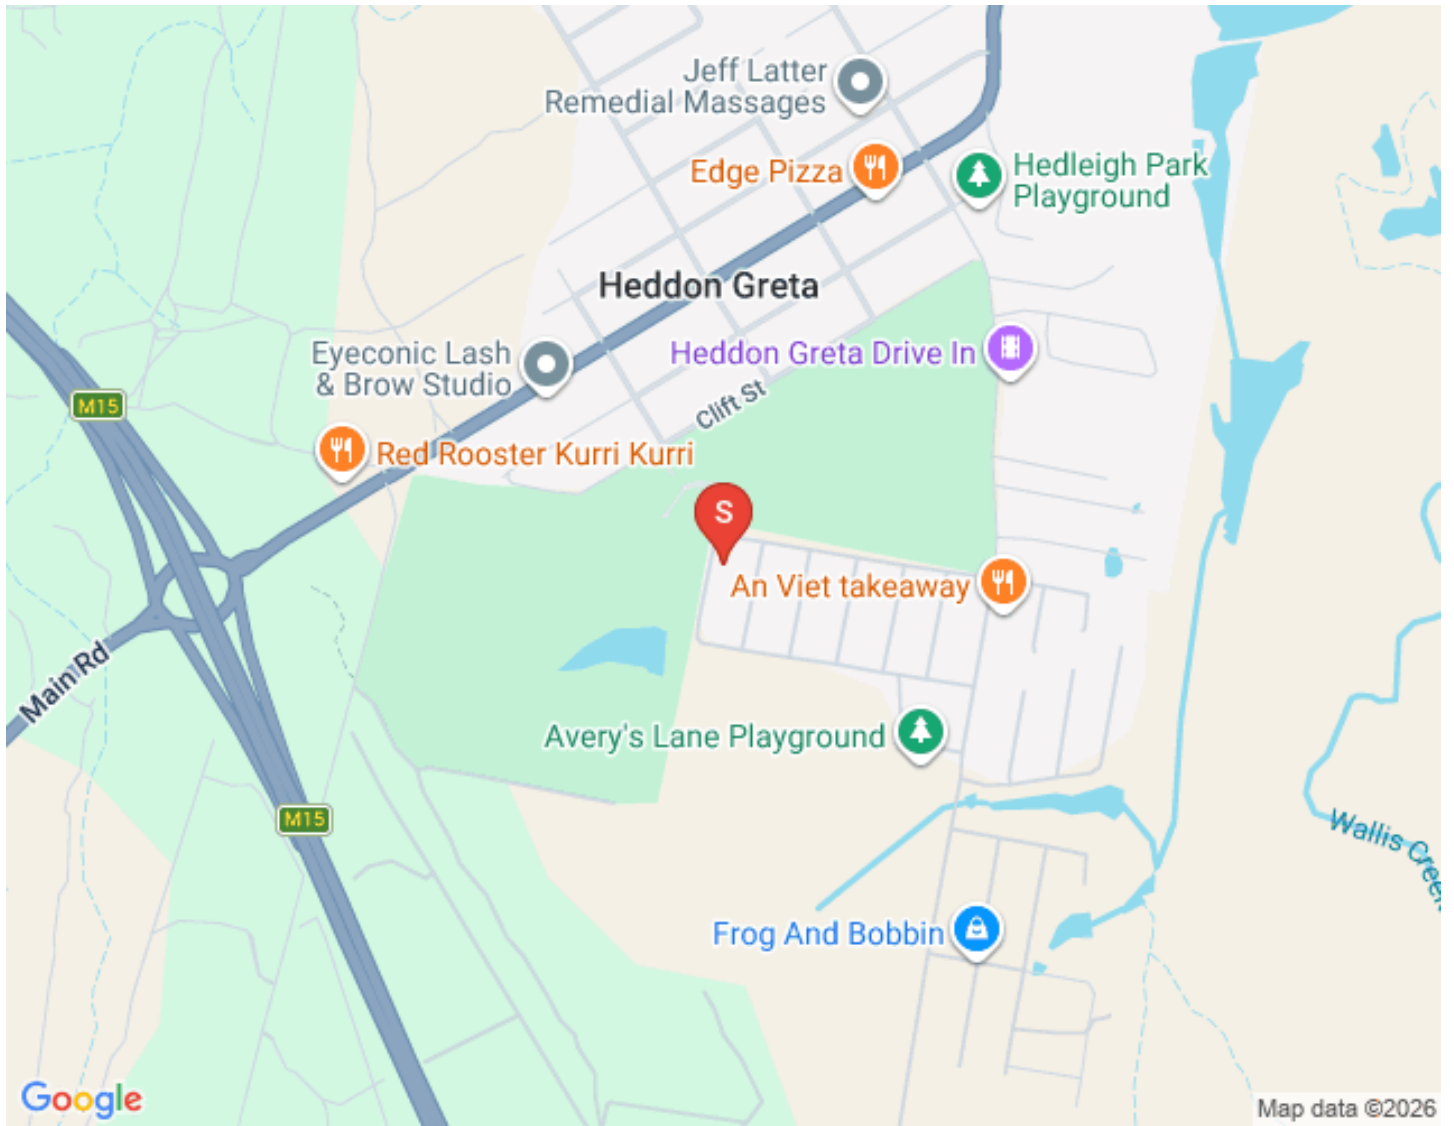 Jeff Latter
Remedial Massages
Edge Pizza
Hedleigh Park
Playground
Heddon Greta
Eyeconic Lash
& Brow Studio
Heddon Greta Drive In
M15
Clift St
Red Rooster Kurri Kurri
S
An Viet takeaway
Main Rd
Avery's Lane Playground
M15
Wallis Creek
Frog And Bobbin
Google
Map data ©2026